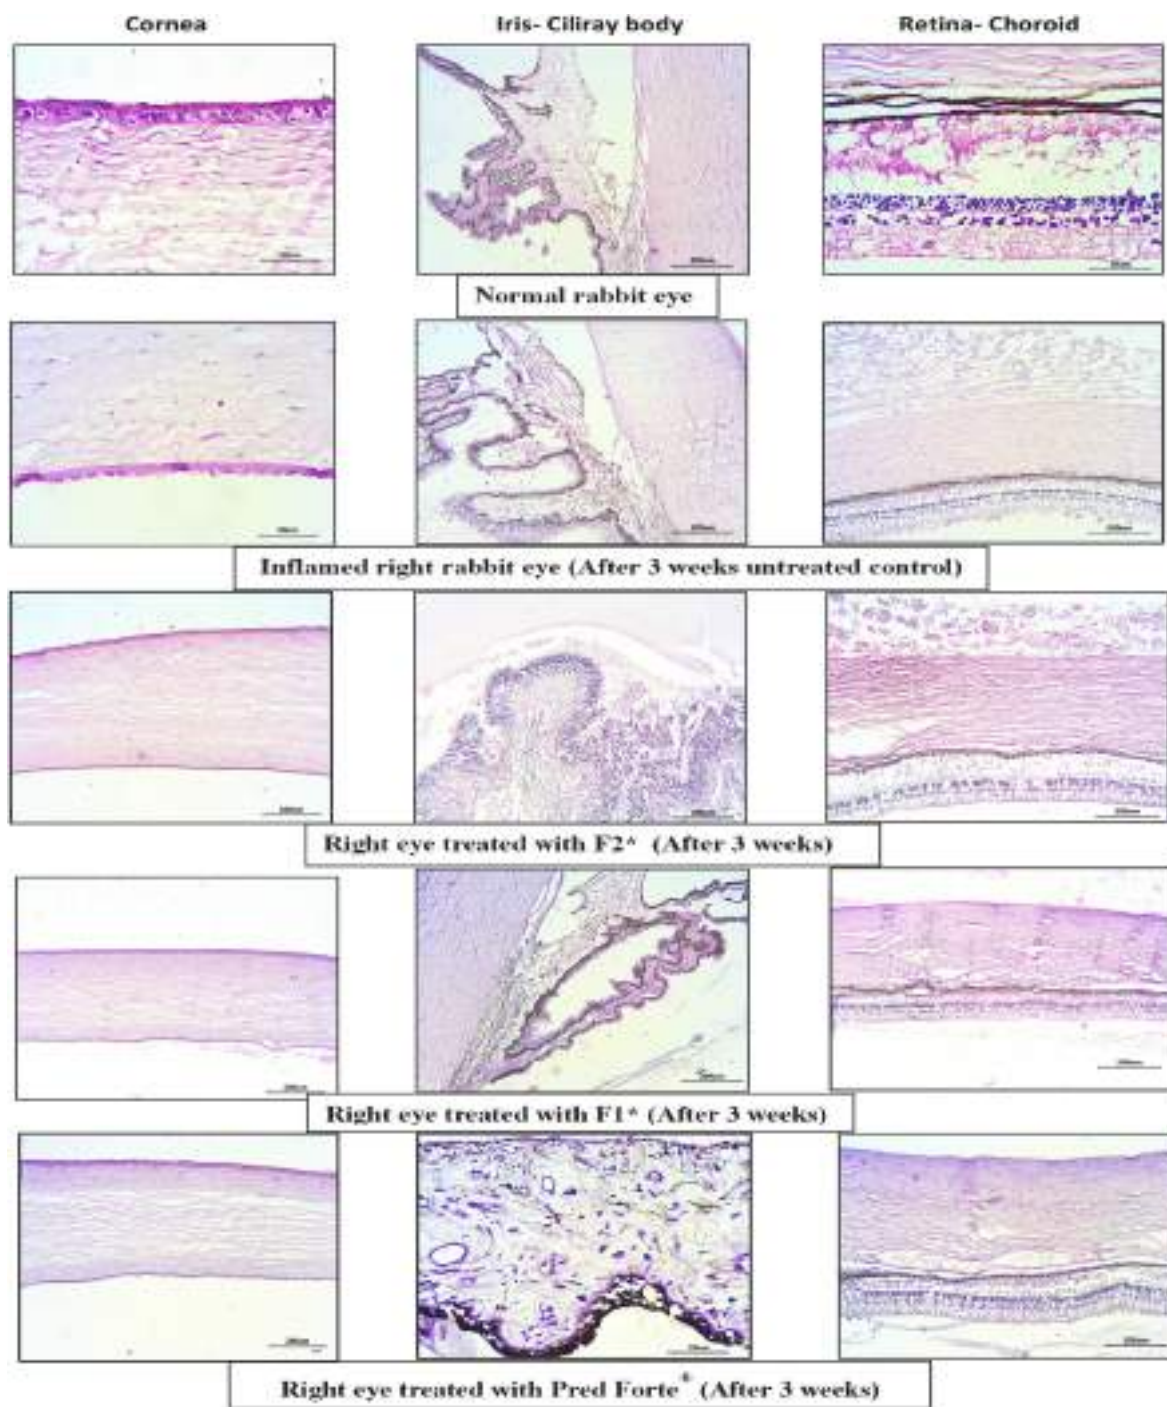 Cornea
Iris- Ciliray body
Retina- Choroid
Normal rabbit eye
Inflamed right rabbit eye (After 3 weeks untreated control)
Right eye treated with F2* (After 3 weeks)
Right eye treated with F1* (After 3 weeks)
Right eye treated with Pred Forte® (After 3 weeks)